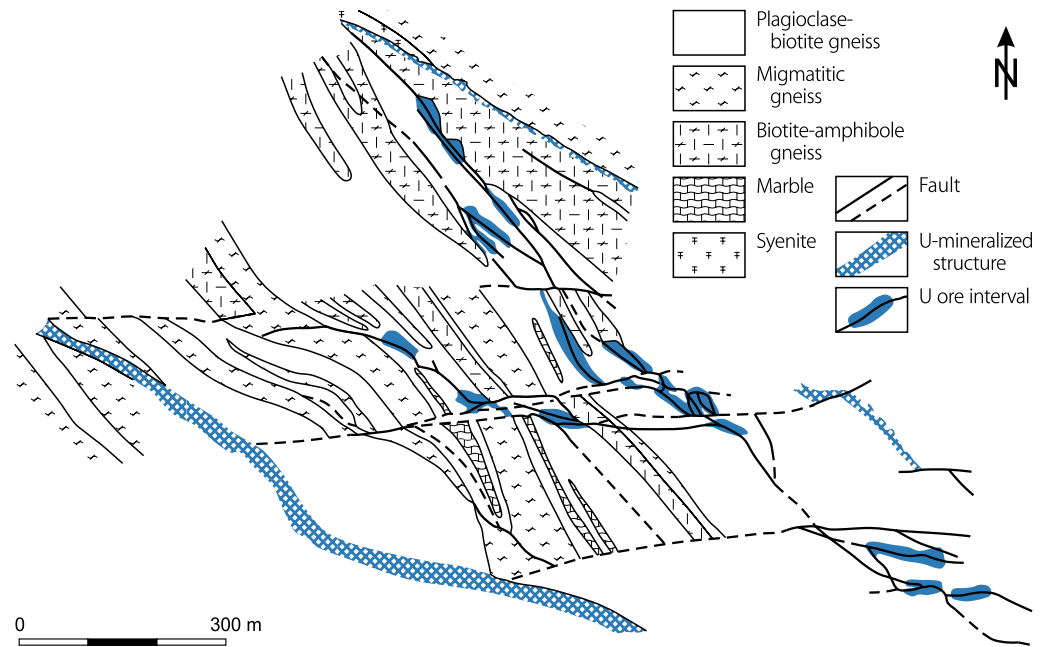 Plagioclase-
biotite gneiss
Migmatitic
gneiss
Biotite-amphibole
gneiss
Marble
Syenite
Fault
U-mineralized
structure
U ore interval
N
0 300 m